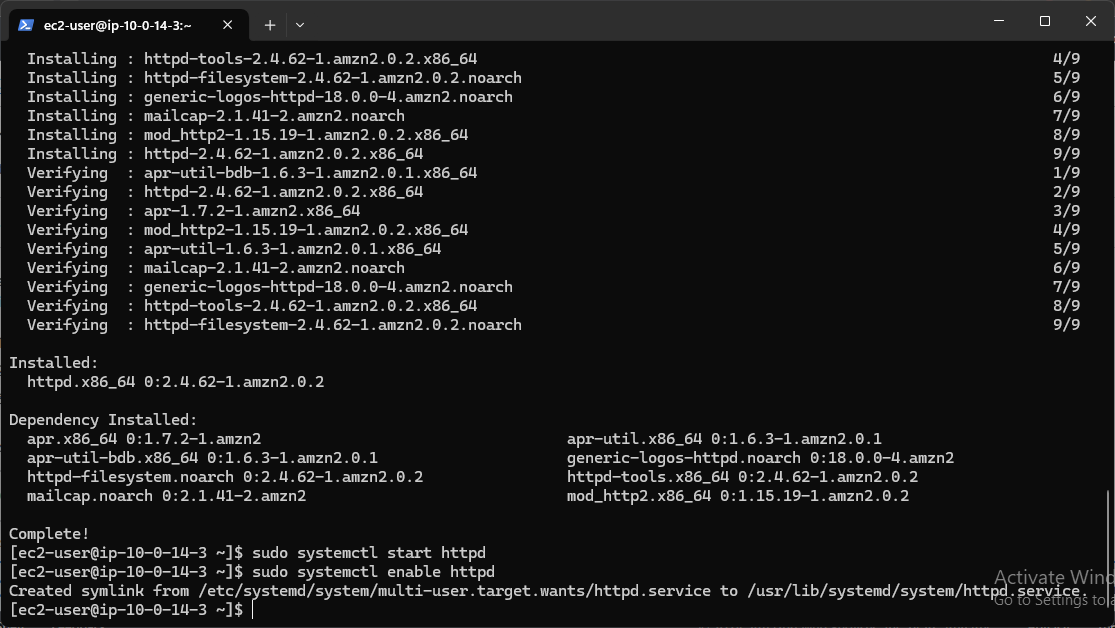 ec2-user@ip-10-0-14-3:~
Installing : httpd-tools-2.4.62-1.amzn2.0.2.x86_64 4/9
Installing : httpd-filesystem-2.4.62-1.amzn2.0.2.noarch 5/9
Installing : generic-logos-httpd-18.0.0-4.amzn2.noarch 6/9
Installing : mailcap-2.1.41-2.amzn2.noarch 7/9
Installing : mod_http2-1.15.19-1.amzn2.0.2.x86_64 8/9
Installing : httpd-2.4.62-1.amzn2.0.2.x86_64 9/9
Verifying : apr-util-bdb-1.6.3-1.amzn2.0.1.x86_64 1/9
Verifying : httpd-2.4.62-1.amzn2.0.2.x86_64 2/9
Verifying : apr-1.7.2-1.amzn2.x86_64 3/9
Verifying : mod_http2-1.15.19-1.amzn2.0.2.x86_64 4/9
Verifying : apr-util-1.6.3-1.amzn2.0.1.x86_64 5/9
Verifying : mailcap-2.1.41-2.amzn2.noarch 6/9
Verifying : generic-logos-httpd-18.0.0-4.amzn2.noarch 7/9
Verifying : httpd-tools-2.4.62-1.amzn2.0.2.x86_64 8/9
Verifying : httpd-filesystem-2.4.62-1.amzn2.0.2.noarch 9/9
Installed:
httpd.x86_64 0:2.4.62-1.amzn2.0.2
Dependency Installed:
apr.x86_64 0:1.7.2-1.amzn2 apr-util.x86_64 0:1.6.3-1.amzn2.0.1
apr-util-bdb.x86_64 0:1.6.3-1.amzn2.0.1 generic-logos-httpd.noarch 0:18.0.0-4.amzn2
httpd-filesystem.noarch 0:2.4.62-1.amzn2.0.2 httpd-tools.x86_64 0:2.4.62-1.amzn2.0.2
mailcap.noarch 0:2.1.41-2.amzn2 mod_http2.x86_64 0:1.15.19-1.amzn2.0.2
Complete!
[ec2-user@ip-10-0-14-3 ~]$ sudo systemctl start httpd
[ec2-user@ip-10-0-14-3 ~]$ sudo systemctl enable httpd
Created symlink from /etc/systemd/system/multi-user.target.wants/httpd.service to /usr/lib/systemd/system/httpd.service.
[ec2-user@ip-10-0-14-3 ~]$
Activate Wind
Go to Settings to a